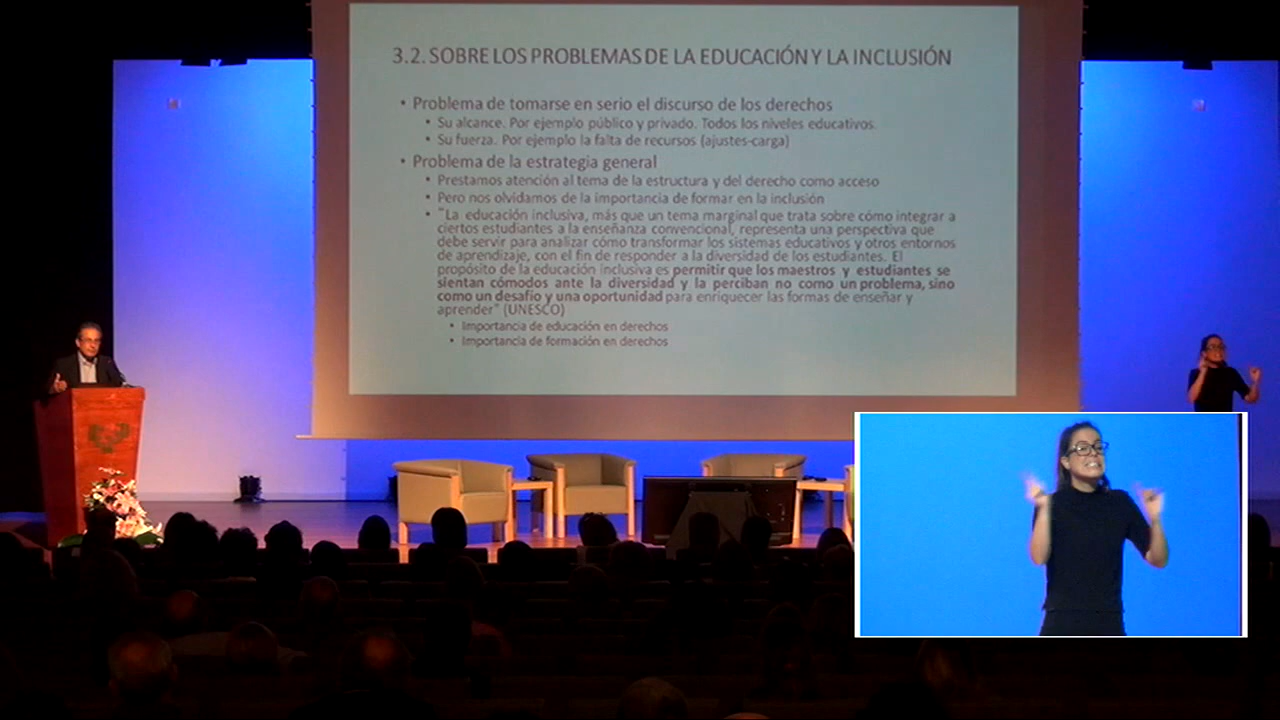 3.2. SOBRE LOS PROBLEMAS DE LA EDUCACIÓN Y LA INCLUSIÓN
• Problema de tomarse en serio el discurso de los derechos
• Su alcance. Por ejemplo público y privado. Todos los niveles educativos.
• Su fuerza. Por ejemplo la falta de recursos (ajustes-carga)
• Problema de la estrategia general
• Prestamos atención al tema de la estructura y del derecho como acceso
• Pero nos olvidamos de la importancia de formar en la inclusión
• "La educación inclusiva, más que un tema marginal que trata sobre cómo integrar a
ciertos estudiantes a la enseñanza convencional, representa una perspectiva que
debe servir para analizar cómo transformar los sistemas educativos y otros entornos
de aprendizaje, con el fin de responder a la diversidad de los estudiantes. El
propósito de la educación inclusiva es permitir que los maestros y estudiantes se
sientan cómodos ante la diversidad y la perciban no como un problema, sino
como un desafío y una oportunidad para enriquecer las formas de enseñar y
aprender" (UNESCO)
• Importancia de educación en derechos
• Importancia de formación en derechos